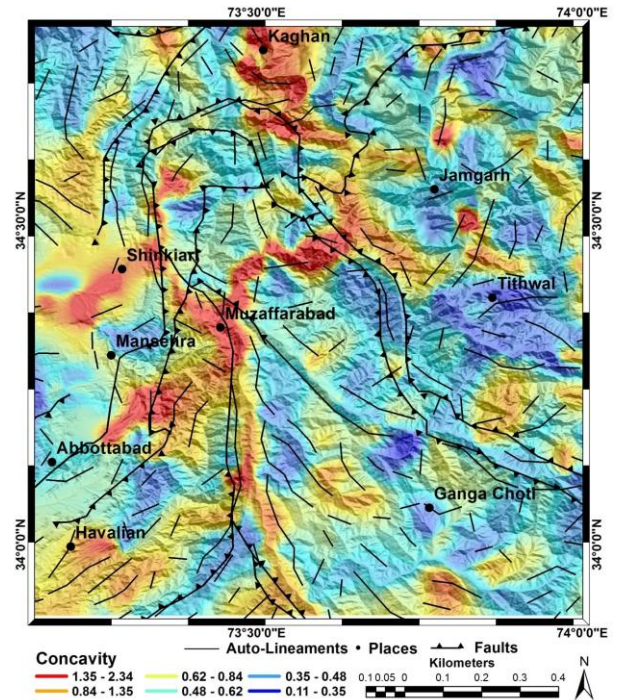 73°30'0"E 74°0'0"E
Kaghan
Jamgarh
34°30'0"N 34°30'0"N
Shinkiari
Tithwal
Muzaffarabad
Mansehra
Abbottabad
Ganga Choti
Havalian
34°0'0"N 34°0'0"N
73°30'0"E 74°0'0"E
Auto-Lineaments Places Faults
Concavity Kilometers N
1.35 - 2.34 0.62 - 0.84 0.35 - 0.48 0.10.05 0 0.1 0.2 0.3 0.4
0.84 - 1.35 0.48 - 0.62 0.11 - 0.35